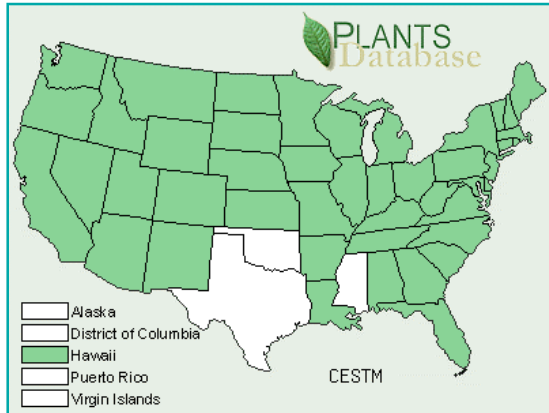 PLANTS
Database
Alaska
District of Columbia
Hawaii
Puerto Rico
Virgin Islands
CESTM